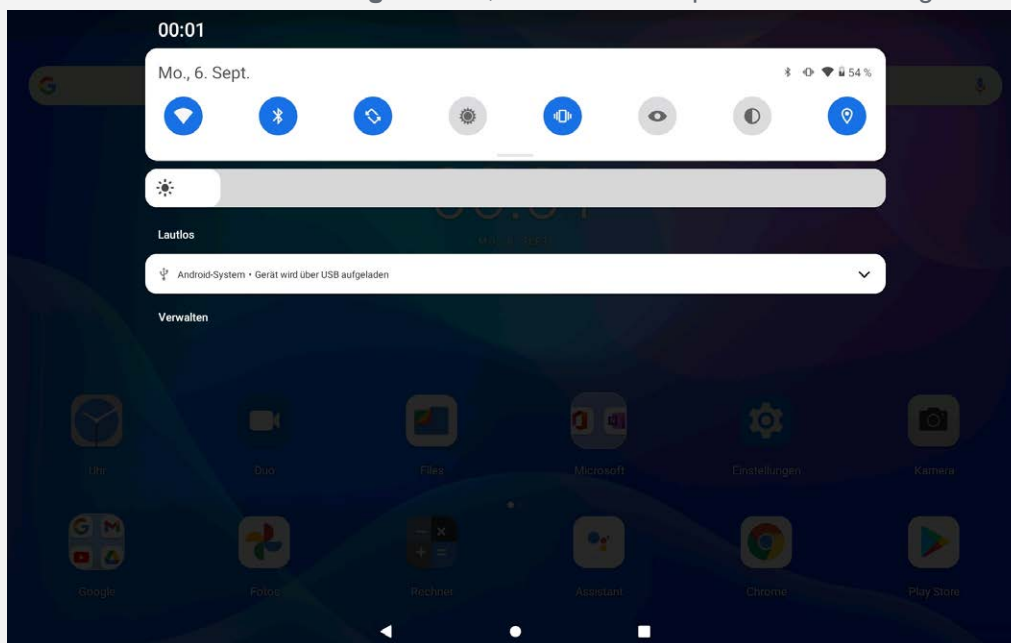 00:01
Mo., 6. Sept.
54 %
Lautlos
Android-System • Gerät wird über USB aufgeladen
Verwalten
Uhr
Duo
Files
Microsoft
Einstellungen
Kamera
Google
Fotos
Rechner
Assistant
Chrome
Play Store